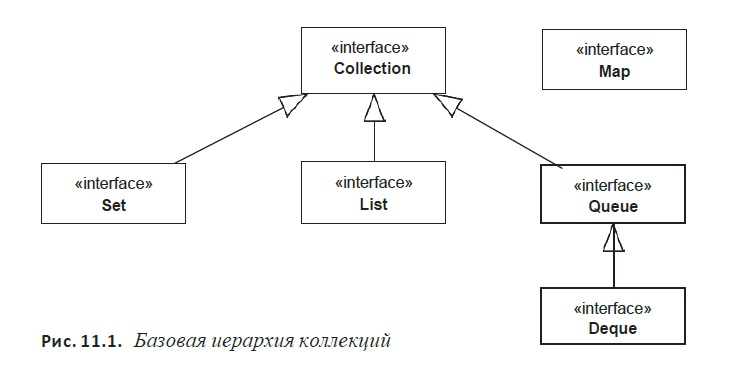 «interface»
Collection
«interface»
Map
«interface»
Set
«interface»
List
«interface»
Queue
«interface»
Deque
Рис. 11.1. Базовая иерархия коллекций